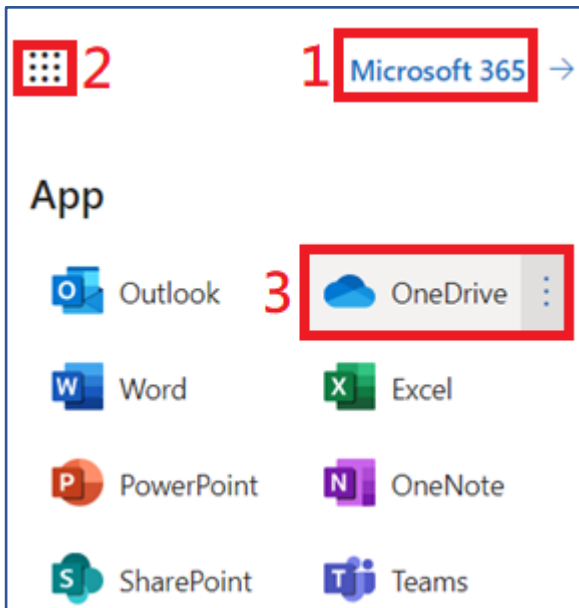 2 1 Microsoft 365 →
App
Outlook 3 OneDrive
Word Excel
PowerPoint OneNote
SharePoint Teams